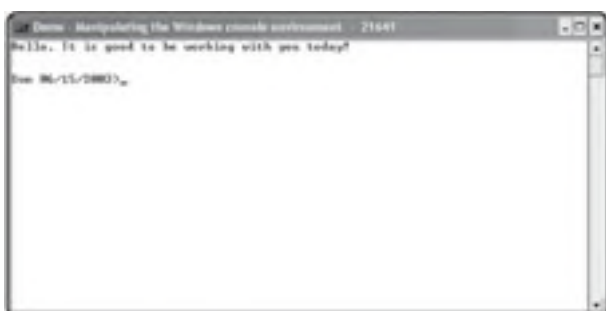 Demo - Manipulating the Windows console environment - 21641
Hello. It is good to be working with you today!
Sun 06/15/2003>_